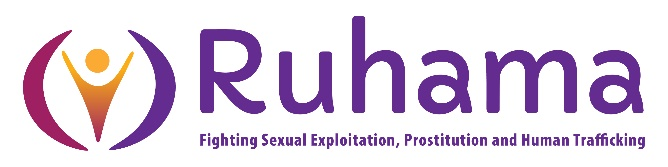 Ruhama
Fighting Sexual Exploitation, Prostitution and Human Trafficking